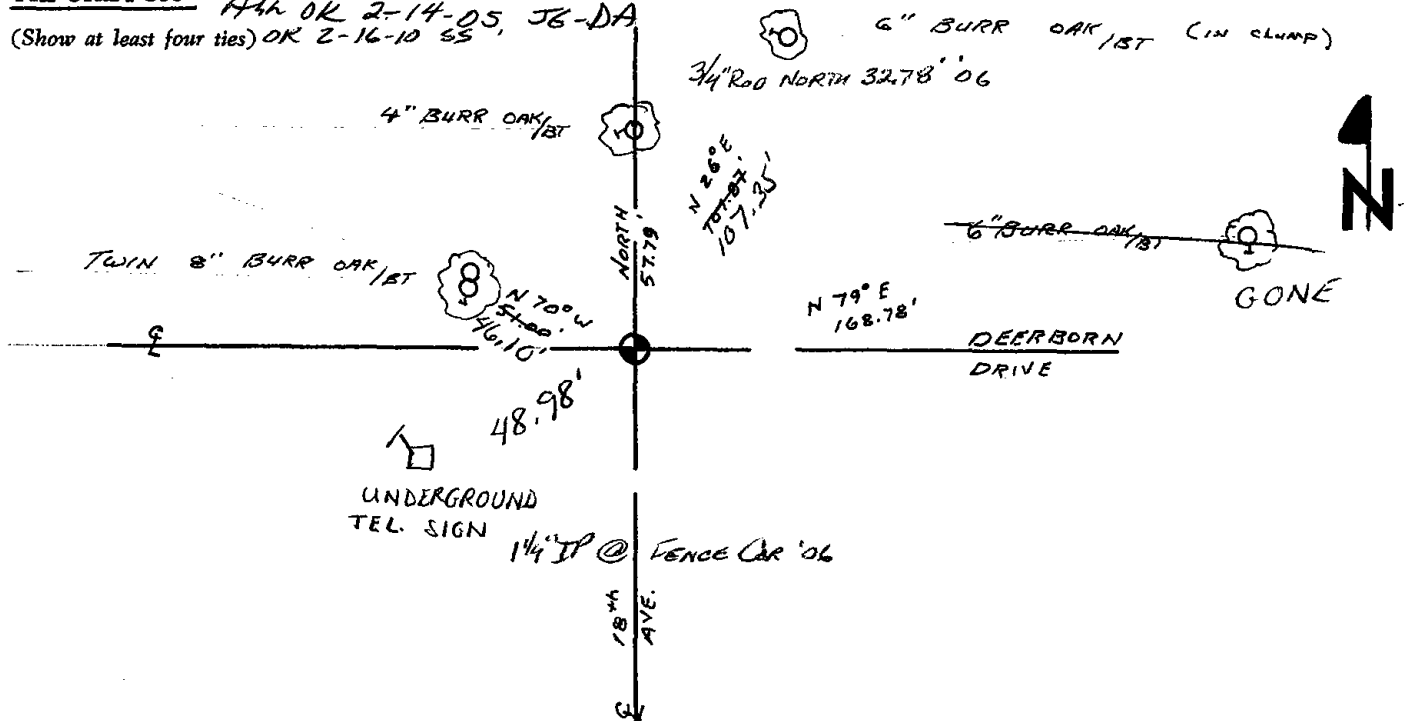 All OK 2-14-05, JG-DA
(Show at least four ties) OK 2-16-10 SS
6" BURR OAK/BT (IN CLUMP)
3/4" ROD NORTH 32.78' '06
4" BURR OAK/BT
N 26° E
107.87'
107.35'
N
NORTH
57.79'
6" BURR OAK/BT
GONE
TWIN 8" BURR OAK/BT
N 70° W
51.00'
46.10'
N 79° E
168.78'
DEERBORN
DRIVE
48.98'
UNDERGROUND
TEL. SIGN
1 1/4" IP @ FENCE COR '06
18th
AVE.